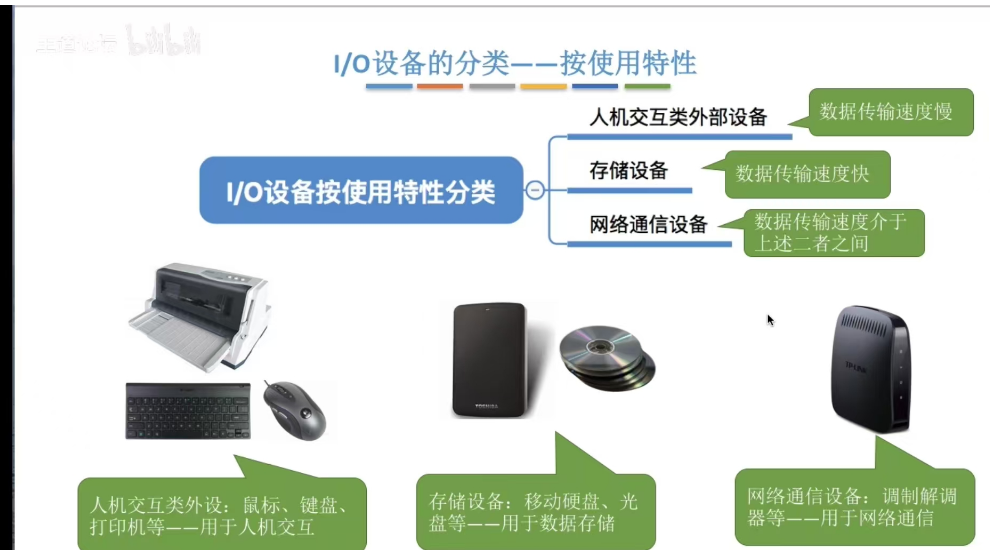 I/O设备的分类——按使用特性
人机交互类外部设备
数据传输速度慢
I/O设备按使用特性分类
存储设备
数据传输速度快
网络通信设备
数据传输速度介于
上述二者之间
人机交互类外设：鼠标、键盘、
打印机等——用于人机交互
存储设备：移动硬盘、光
盘等——用于数据存储
网络通信设备：调制解调
器等——用于网络通信
TP-LINK
TOSHIBA
bilibili